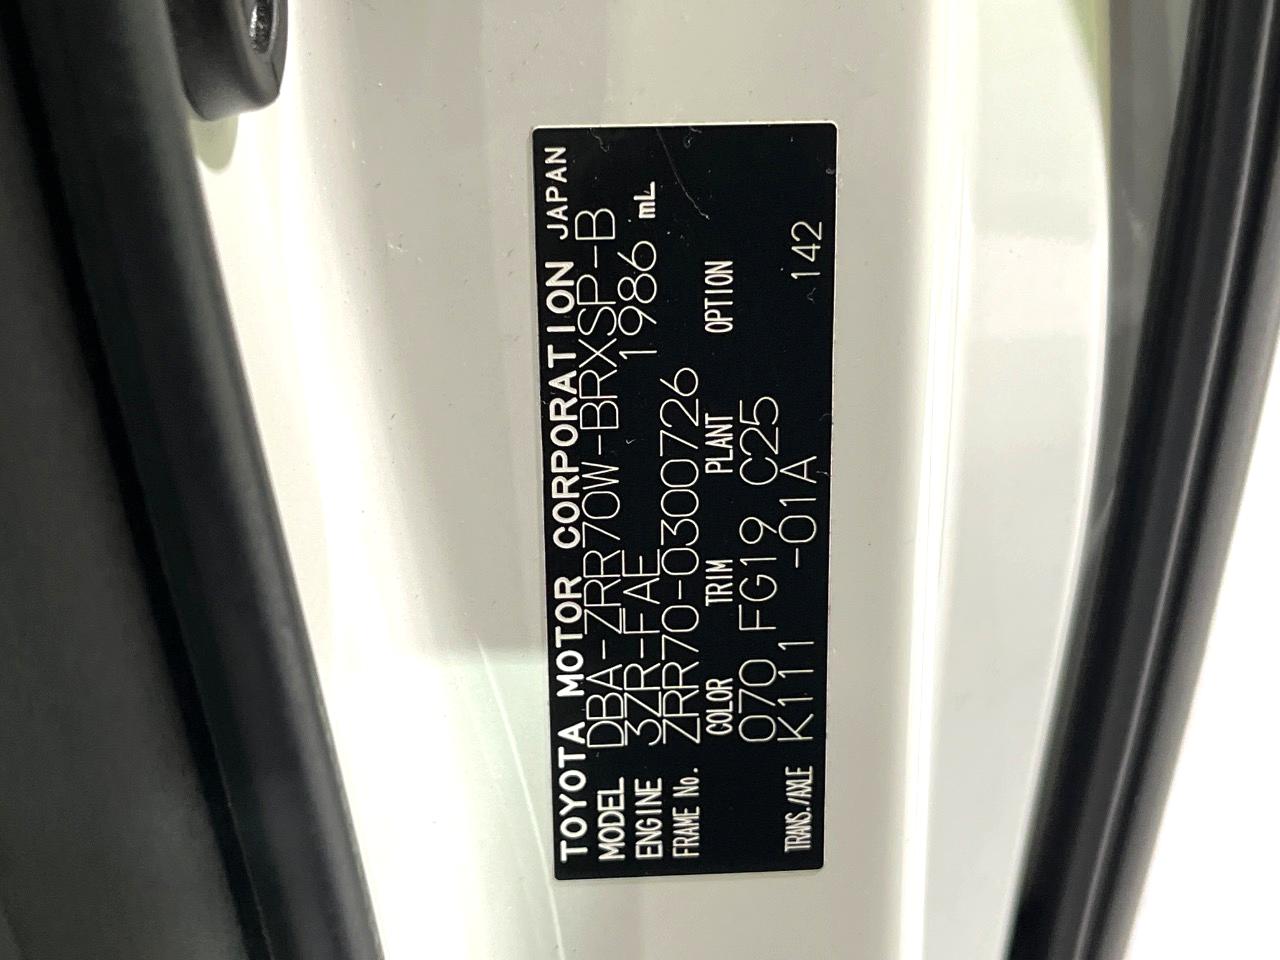 TOYOTA MOTOR CORPORATION JAPAN
MODEL DBA-ZRR70W-BRXSP-B
ENGINE 3ZR-FAE 1986 mL
FRAME No. ZRR70-0300726
COLOR TRIM PLANT OPTION
070 FG19 C25
TRANS./AXLE K111 -01A 142